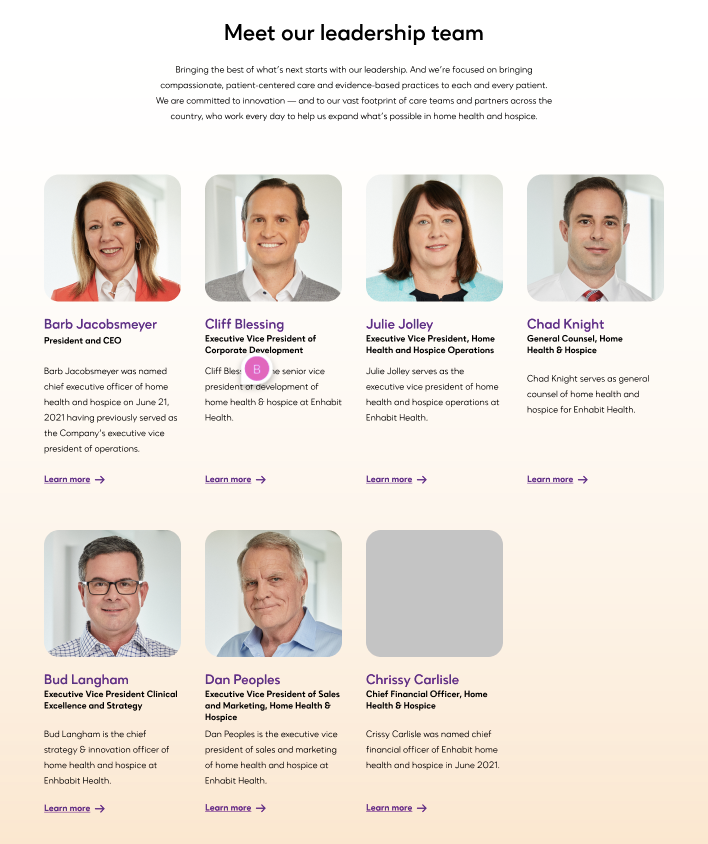 Meet our leadership team
Bringing the best of what's next starts with our leadership. And we're focused on bringing
compassionate, patient-centered care and evidence-based practices to each and every patient.
We are committed to innovation — and to our vast footprint of care teams and partners across the
country, who work every day to help us expand what's possible in home health and hospice.
Barb Jacobsmeyer
President and CEO
Barb Jacobsmeyer was named
chief executive officer of home
health and hospice on June 21,
2021 having previously served as
the Company's executive vice
president of operations.
Learn more
Cliff Blessing
Executive Vice President of
Corporate Development
Cliff senior vice
president of development of
home health & hospice at Enhabit
Health.
B
Learn more
Julie Jolley
Executive Vice President, Home
Health and Hospice Operations
Julie Jolley serves as the
executive vice president of home
health and hospice operations at
Enhabit Health.
Learn more
Chad Knight
General Counsel, Home
Health & Hospice
Chad Knight serves as general
counsel of home health and
hospice for Enhabit Health.
Learn more
Bud Langham
Executive Vice President Clinical
Excellence and Strategy
Bud Langham is the chief
strategy & innovation officer of
home health and hospice at
Enhbabit Health.
Learn more
Dan Peoples
Executive Vice President of Sales
and Marketing, Home Health &
Hospice
Dan Peoples is the executive vice
president of sales and marketing
of home health and hospice at
Enhabit Health.
Learn more
Chrissy Carlisle
Chief Financial Officer, Home
Health & Hospice
Crissy Carlisle was named chief
financial officer of Enhabit home
health and hospice in June 2021.
Learn more